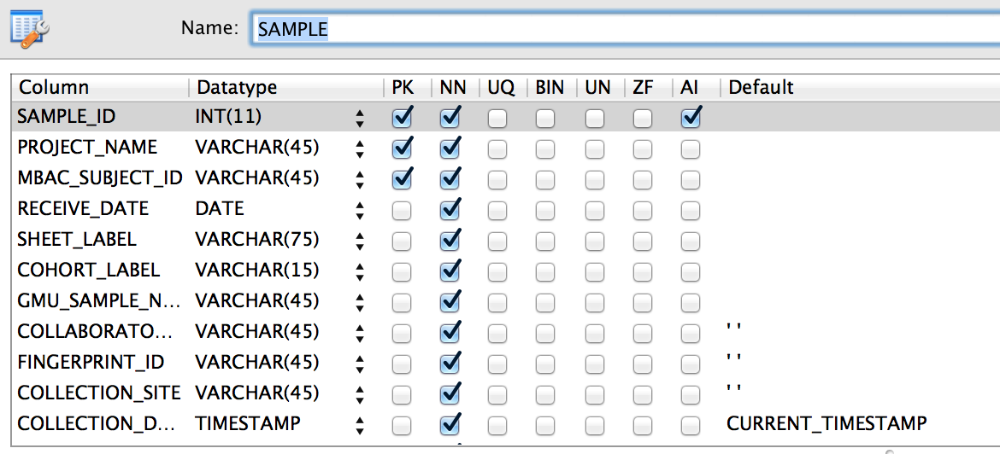 Name: SAMPLE
Column Datatype PK NN UQ BIN UN ZF AI Default
SAMPLE_ID INT(11)
PROJECT_NAME VARCHAR(45)
MBAC_SUBJECT_ID VARCHAR(45)
RECEIVE_DATE DATE
SHEET_LABEL VARCHAR(75)
COHORT_LABEL VARCHAR(15)
GMU_SAMPLE_N... VARCHAR(45)
COLLABORATO... VARCHAR(45) ' '
FINGERPRINT_ID VARCHAR(45) ' '
COLLECTION_SITE VARCHAR(45) ' '
COLLECTION_D... TIMESTAMP CURRENT_TIMESTAMP